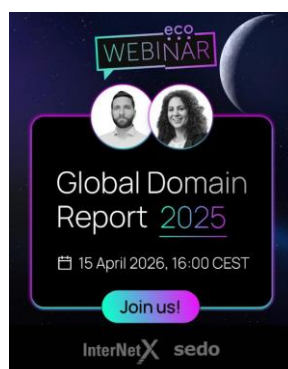 eco
WEBINAR
Global Domain
Report 2025
15 April 2026, 16:00 CEST
Join us!
InterNetX sedo